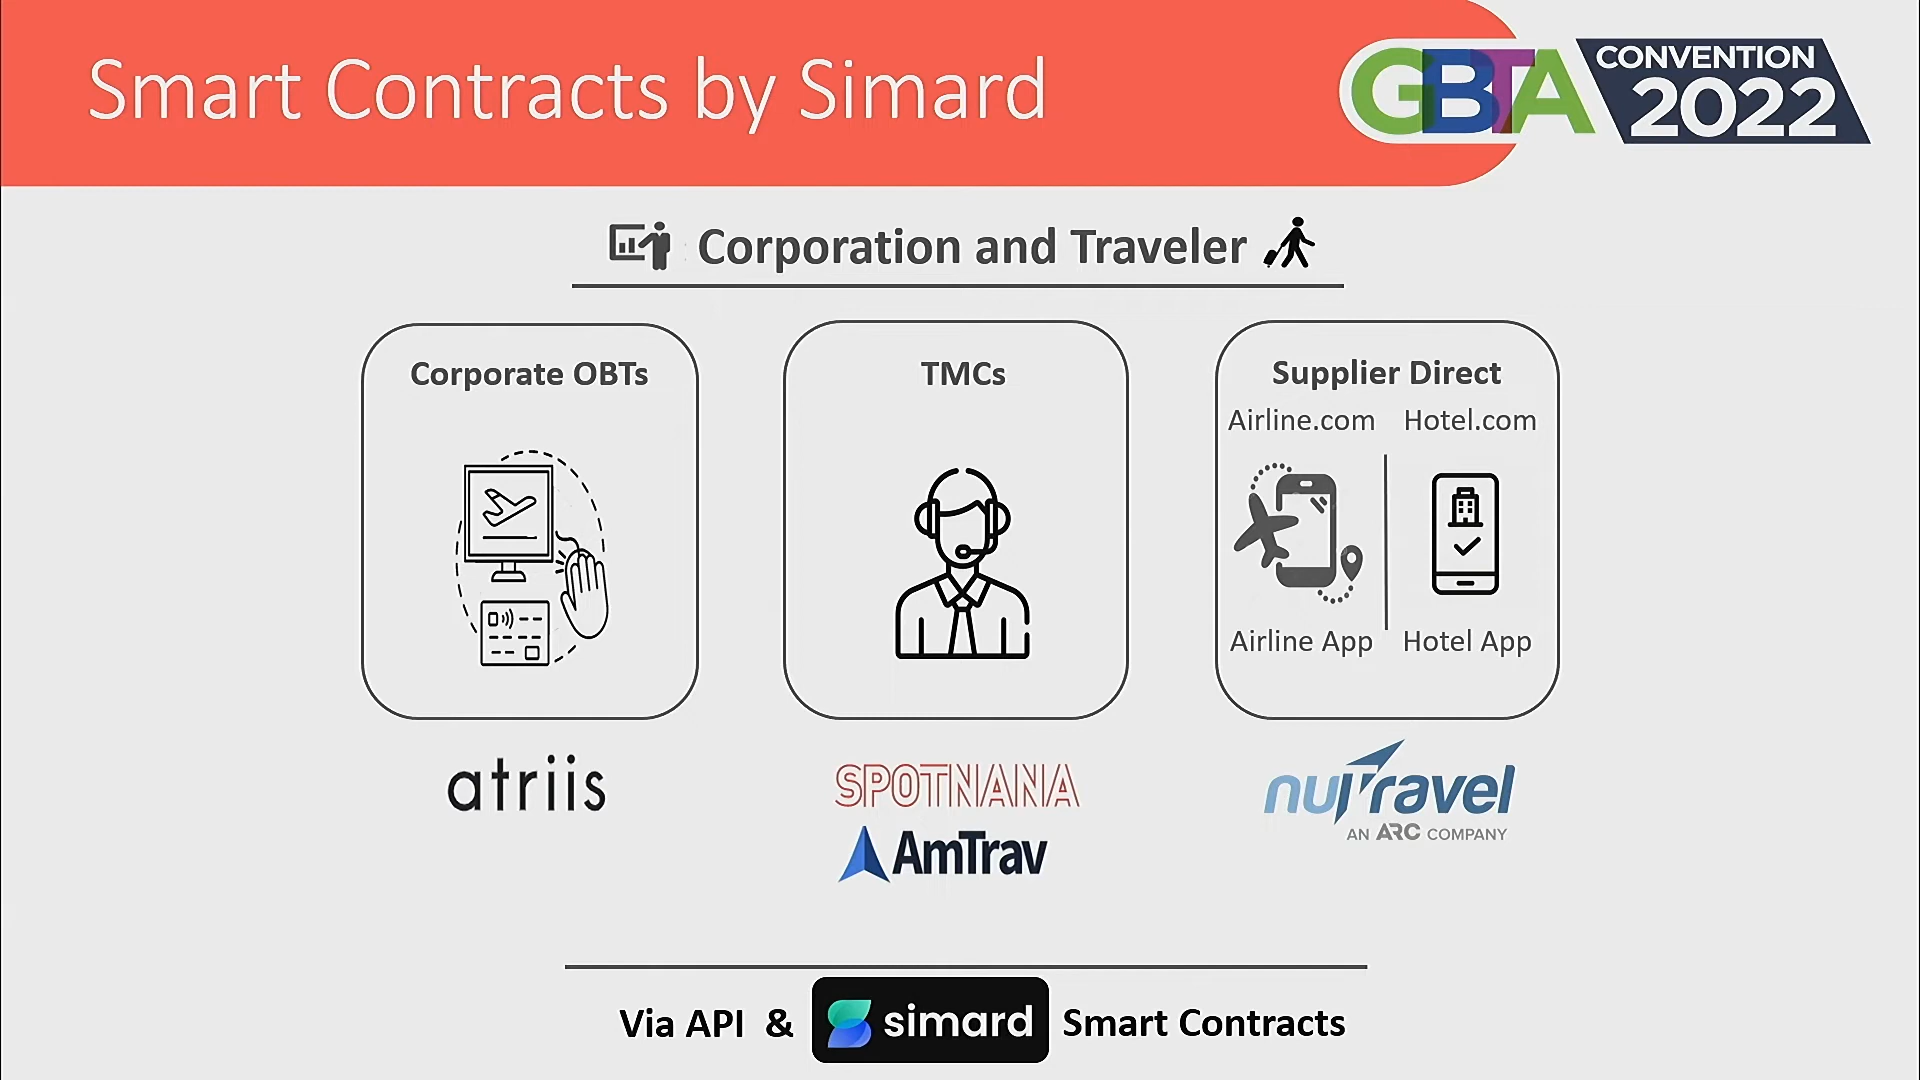 Smart Contracts by Simard
GBTA CONVENTION 2022
Corporation and Traveler
Corporate OBTs
TMCs
Supplier Direct
Airline.com Hotel.com
Airline App Hotel App
atriis
SPOTNANA
AmTrav
nuTravel
AN ARC COMPANY
Via API & simard Smart Contracts